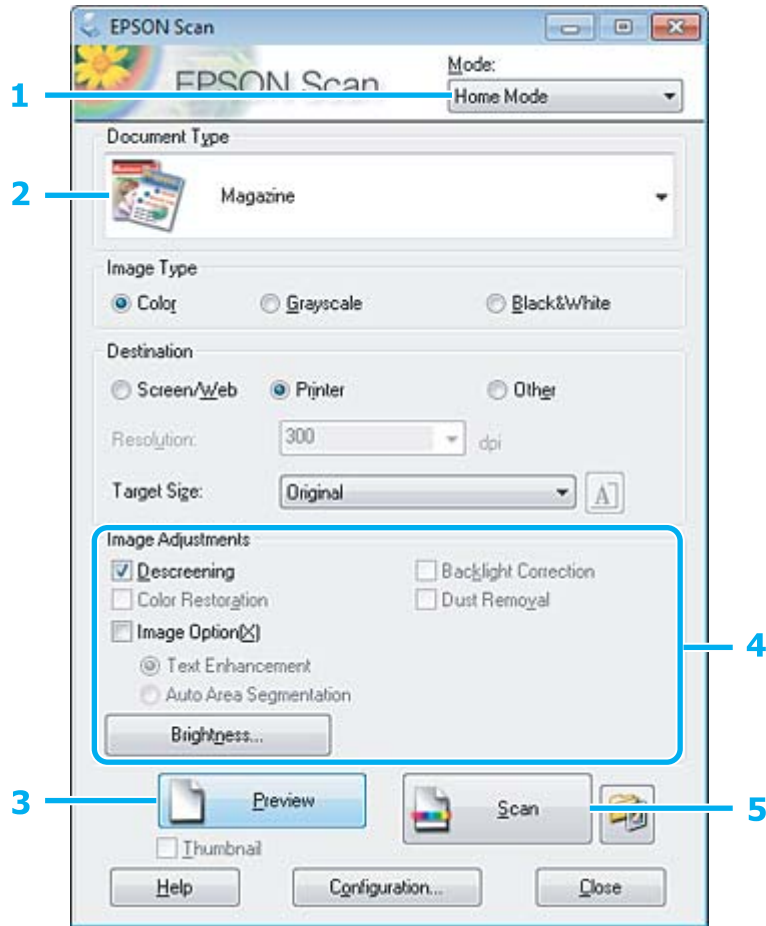 EPSON Scan
EPSON Scan
Mode:
1
Home Mode
Document Type
2
Magazine
Image Type
Color
Grayscale
Black&White
Destination
Screen/Web
Printer
Other
Resolution:
300
dpi
Target Size:
Original
A
Image Adjustments
Descreening
Backlight Correction
Color Restoration
Dust Removal
Image Option(X)
4
Text Enhancement
Auto Area Segmentation
Brightness...
3
Preview
Scan
5
Thumbnail
Help
Configuration...
Close